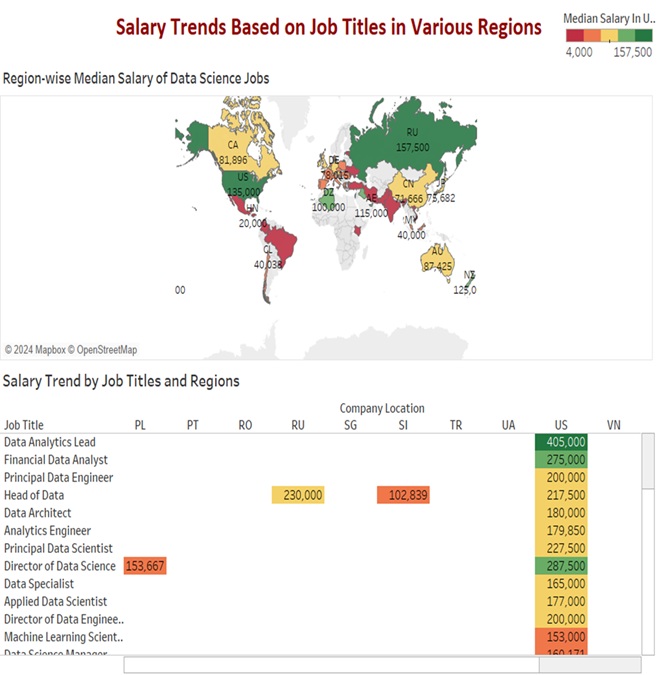 Salary Trends Based on Job Titles in Various Regions
Median Salary In U..
4,000 157,500
Region-wise Median Salary of Data Science Jobs
RU
157,500
CA
81,896
DE
US
135,000
DZ
100,000
CN
71,666
75,682
AE
115,000
HN
20,000
MY
40,000
CL
40,038
AU
87,425
NZ
125,0
00
© 2024 Mapbox © OpenStreetMap
Salary Trend by Job Titles and Regions
Company Location
Job Title PL PT RO RU SG SI TR UA US VN
Data Analytics Lead 405,000
Financial Data Analyst 275,000
Principal Data Engineer 200,000
Head of Data 230,000 102,839 217,500
Data Architect 180,000
Analytics Engineer 179,850
Principal Data Scientist 227,500
Director of Data Science 153,667 287,500
Data Specialist 165,000
Applied Data Scientist 177,000
Director of Data Enginee.. 200,000
Machine Learning Scient.. 153,000
Data Science Manager 160,171